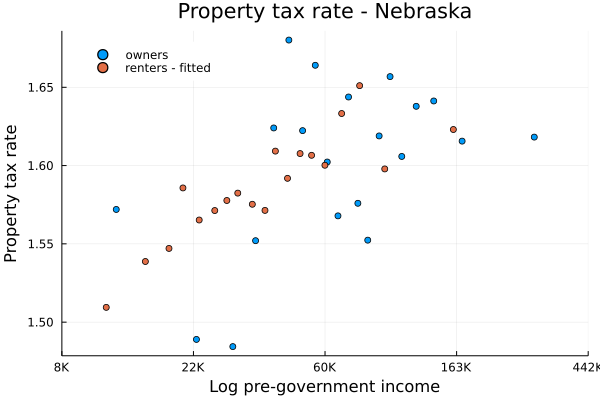 Property tax rate - Nebraska
owners
renters - fitted
Property tax rate
1.65
1.60
1.55
1.50
8K 22K 60K 163K 442K
Log pre-government income